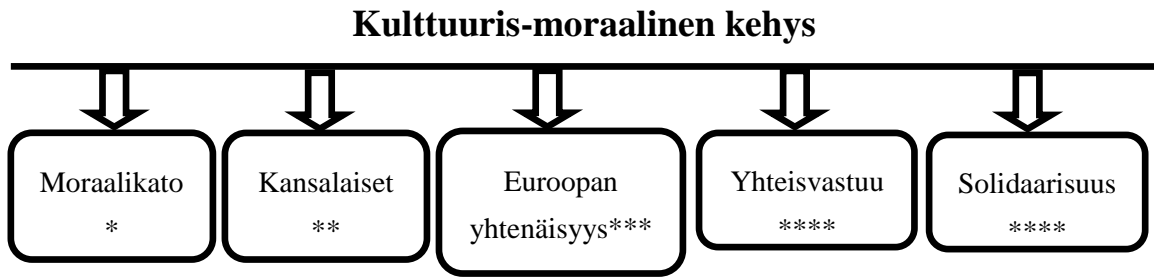 Kulttuuris-moraalinen kehys
Moraalikato
*
Kansalaiset
**
Euroopan
yhtenäisyys***
Yhteisvastuu
****
Solidaarisuus
****